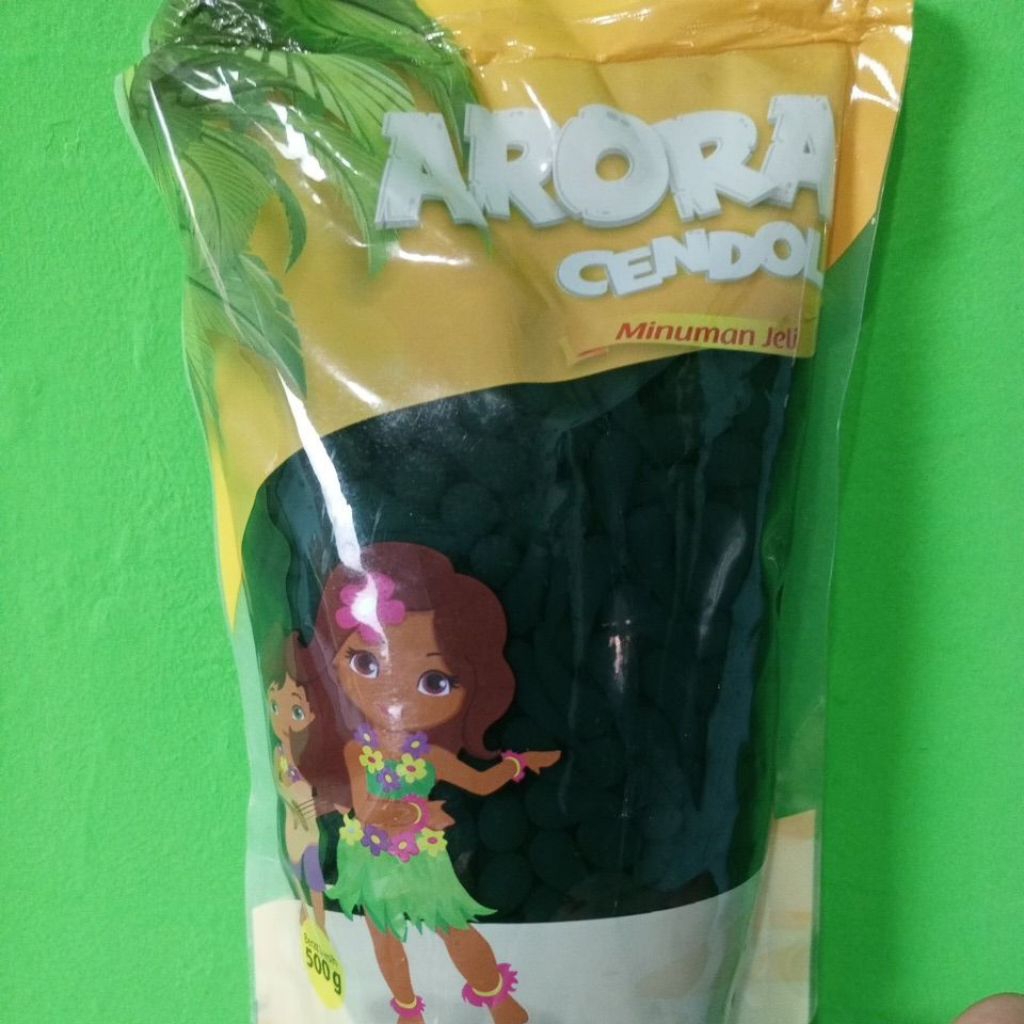 ARORA
CENDOL
Minuman Jeli
500 g